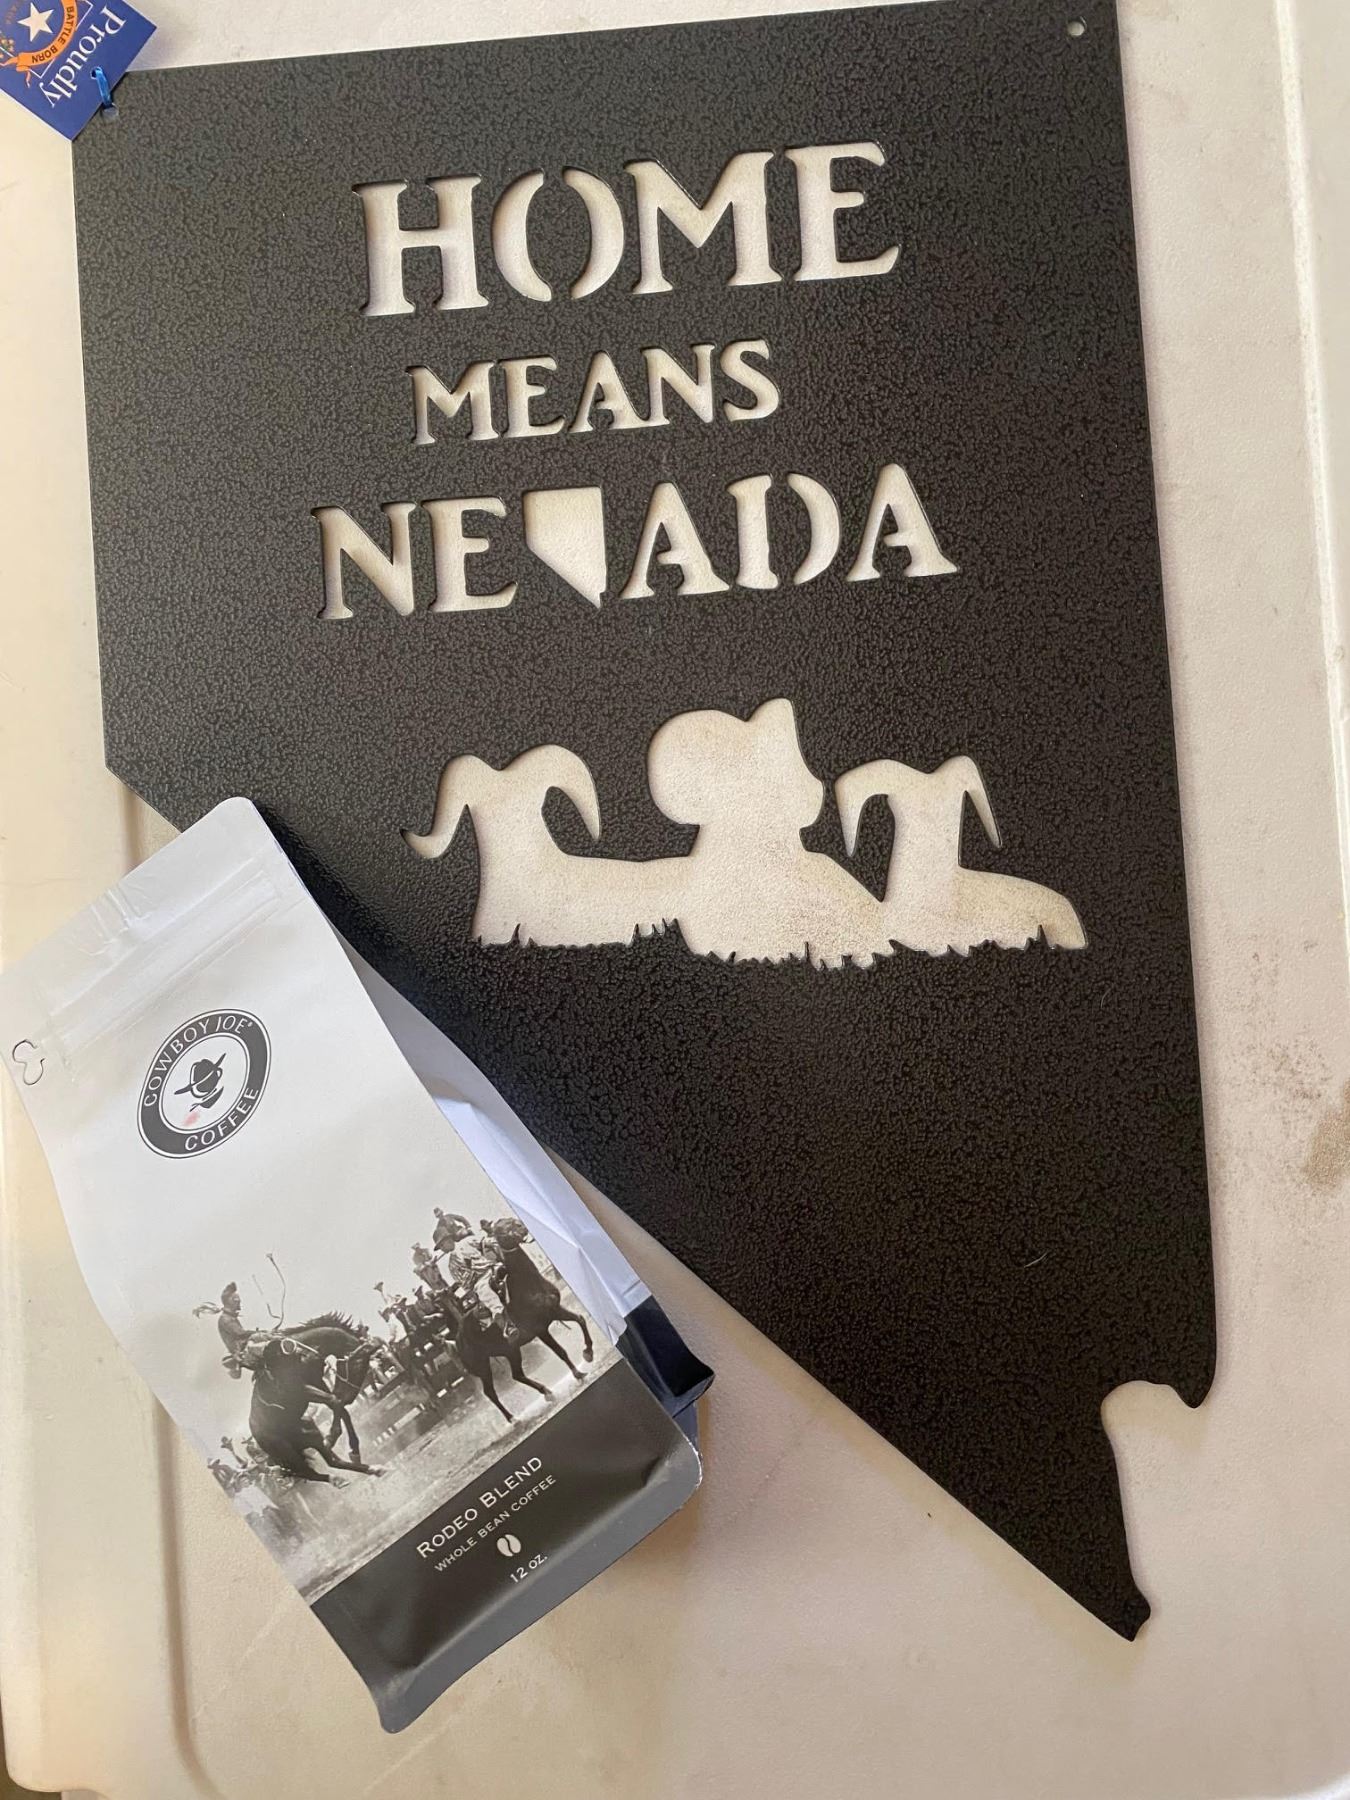 Proudly
BATTLE BORN
HOME
MEANS
NEVADA
COWBOY JOE®
COFFEE
RODEO BLEND
WHOLE BEAN COFFEE
12 OZ.